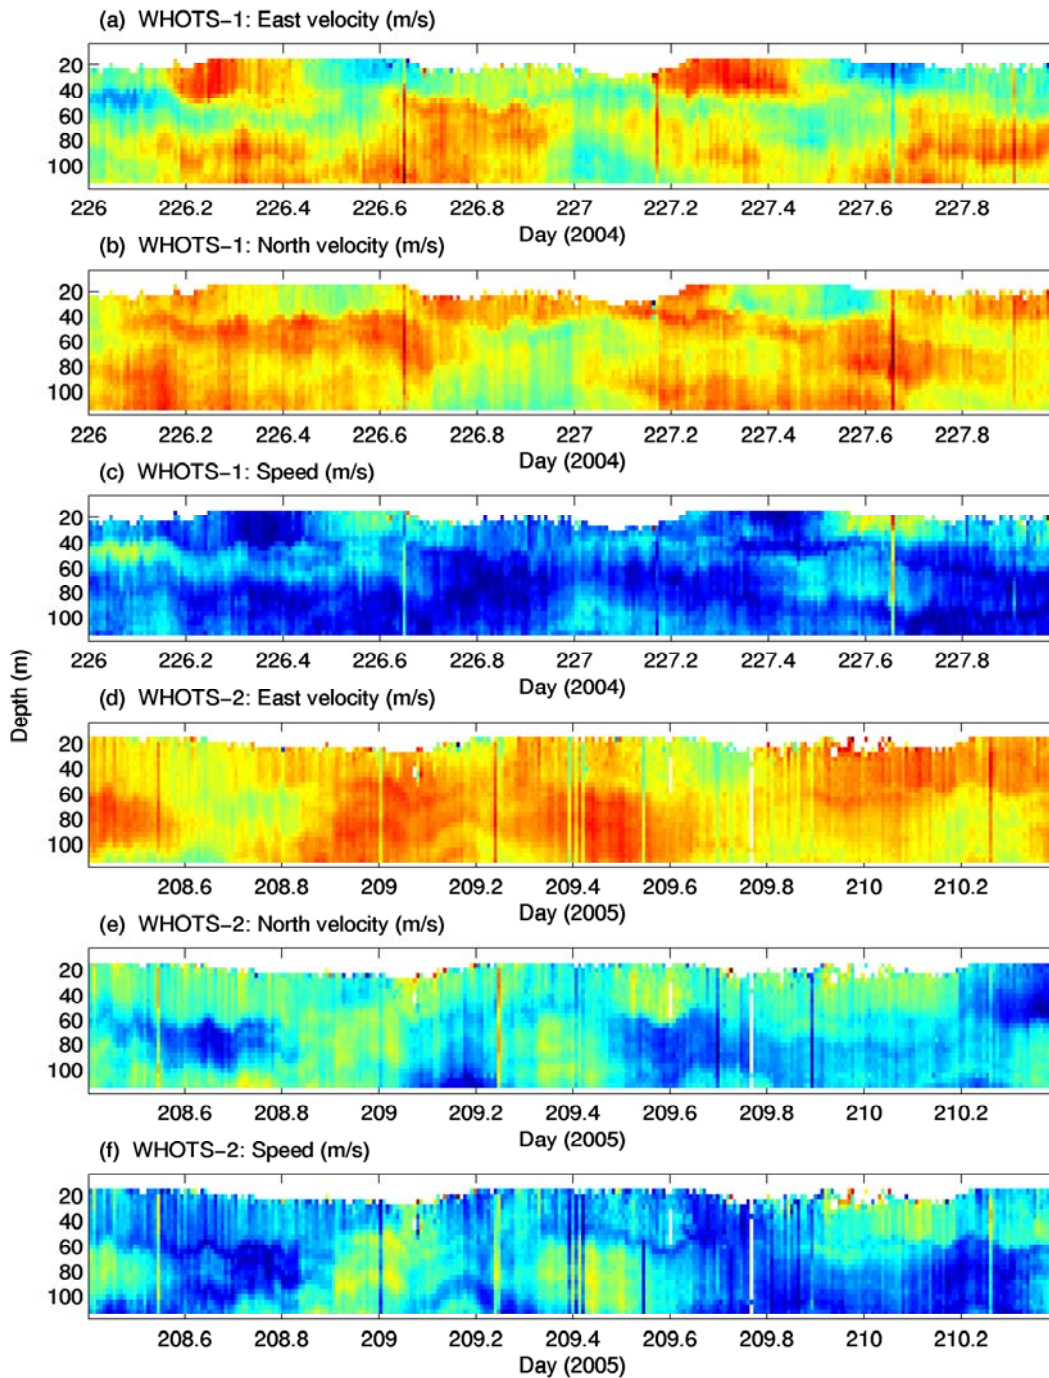 (a) WHOTS−1: East velocity (m/s)
20
40
60
80
100
226 226.2 226.4 226.6 226.8 227 227.2 227.4 227.6 227.8
Day (2004)
(b) WHOTS−1: North velocity (m/s)
20
40
60
80
100
226 226.2 226.4 226.6 226.8 227 227.2 227.4 227.6 227.8
Day (2004)
(c) WHOTS−1: Speed (m/s)
20
40
60
80
100
226 226.2 226.4 226.6 226.8 227 227.2 227.4 227.6 227.8
Day (2004)
Depth (m)
(d) WHOTS−2: East velocity (m/s)
20
40
60
80
100
208.6 208.8 209 209.2 209.4 209.6 209.8 210 210.2
Day (2005)
(e) WHOTS−2: North velocity (m/s)
20
40
60
80
100
208.6 208.8 209 209.2 209.4 209.6 209.8 210 210.2
Day (2005)
(f) WHOTS−2: Speed (m/s)
20
40
60
80
100
208.6 208.8 209 209.2 209.4 209.6 209.8 210 210.2
Day (2005)